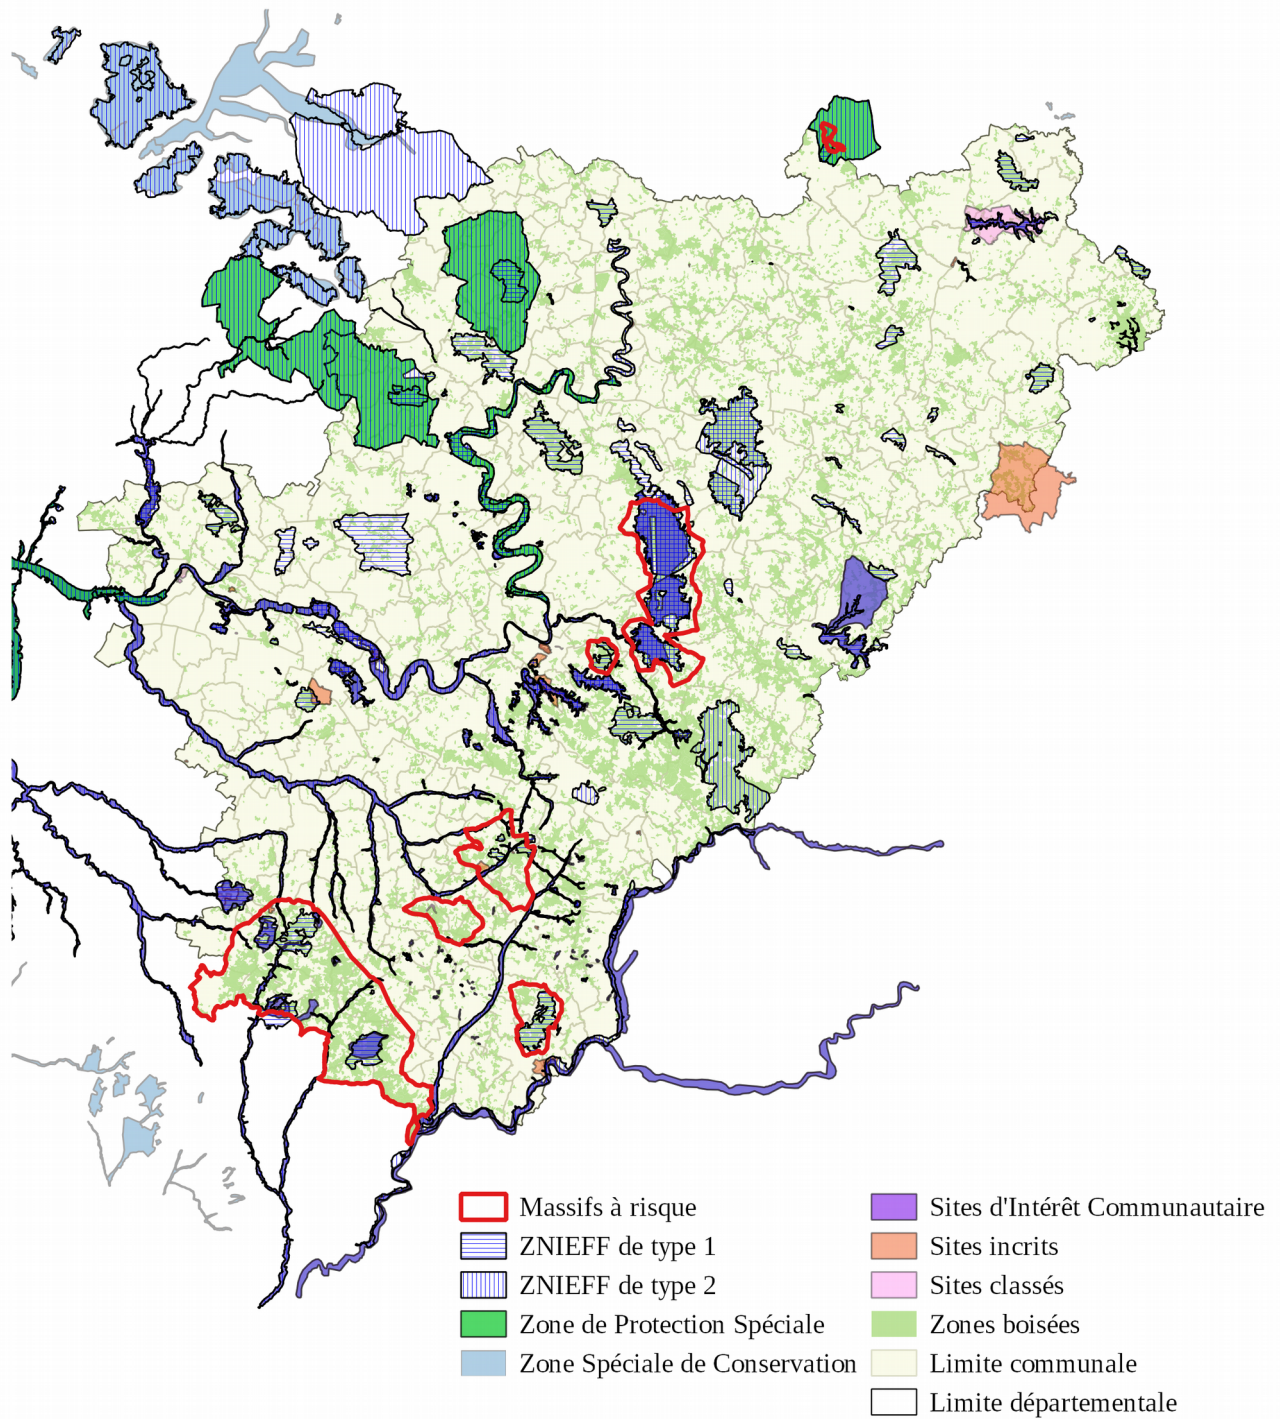 Massifs à risque
ZNIEFF de type 1
ZNIEFF de type 2
Zone de Protection Spéciale
Zone Spéciale de Conservation
Sites d'Intérêt Communautaire
Sites incrits
Sites classés
Zones boisées
Limite communale
Limite départementale